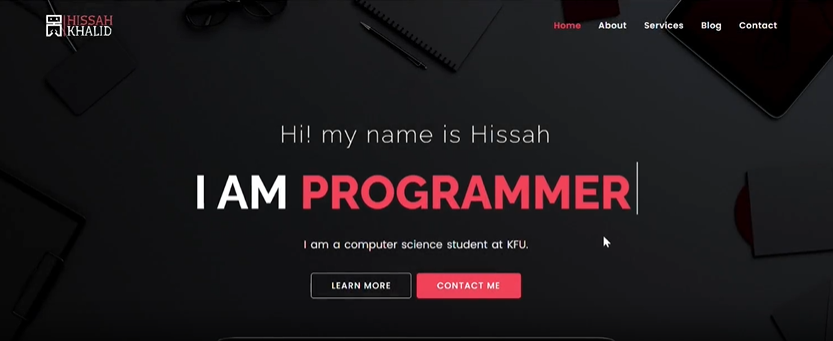 HISSAH
KHALID
Home About Services Blog Contact
Hi! my name is Hissah
I AM PROGRAMMER
I am a computer science student at KFU.
LEARN MORE CONTACT ME